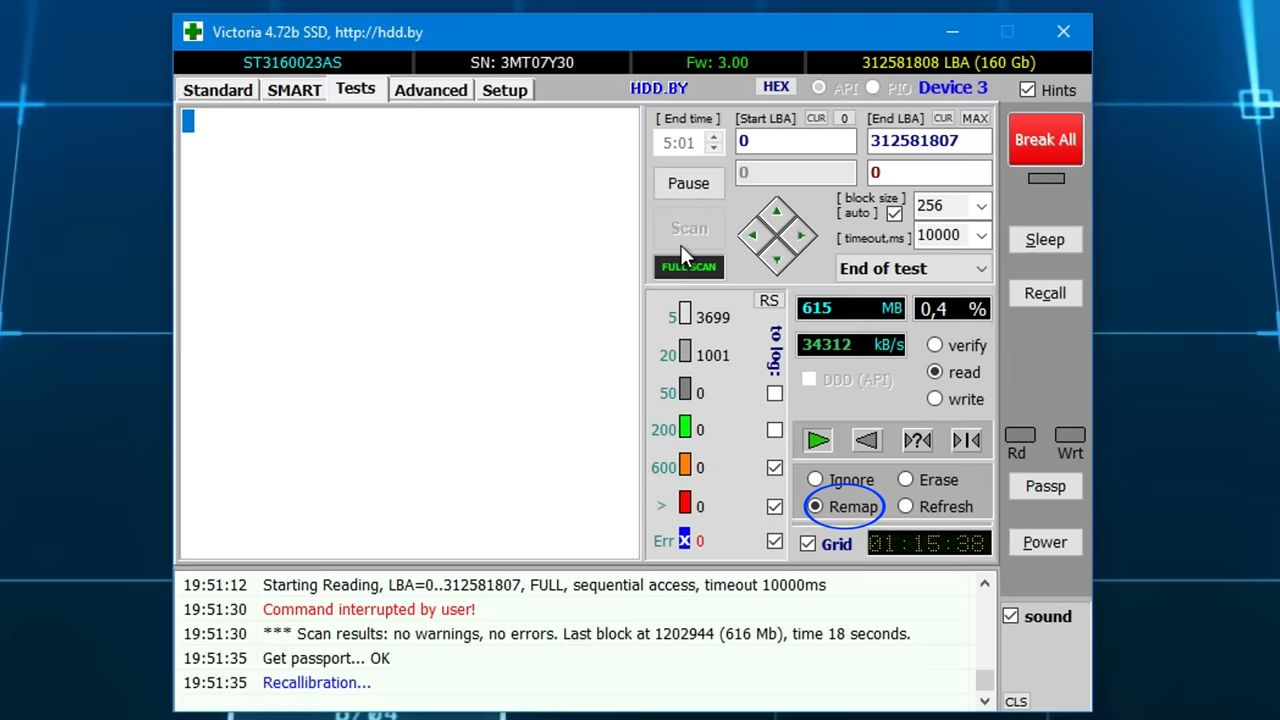 Victoria 4.72b SSD, http://hdd.by
ST3160023AS SN: 3MT07Y30 Fw: 3.00 312581808 LBA (160 Gb)
Standard SMART Tests Advanced Setup HDD.BY HEX API PIO Device 3 Hints
[ End time ] [Start LBA] CUR 0 [End LBA] CUR MAX
5:01 0 312581807
Break All
0 0
Pause
[ block size ] 256
[ auto ]
Scan
[ timeout,ms ] 10000
Sleep
FULL SCAN
End of test
Recall
RS
to log:
5 3699
20 1001
50 0
200 0
600 0
> 0
Err x 0
615 MB 0,4 %
34312 kB/s
verify
DDD (API)
read
write
Rd Wrt
Ignore Erase
Remap Refresh
Passp
Grid 01:15:38
Power
19:51:12 Starting Reading, LBA=0..312581807, FULL, sequential access, timeout 10000ms
19:51:30 Command interrupted by user!
19:51:30 *** Scan results: no warnings, no errors. Last block at 1202944 (616 Mb), time 18 seconds.
19:51:35 Get passport... OK
19:51:35 Recallibration...
sound
CLS